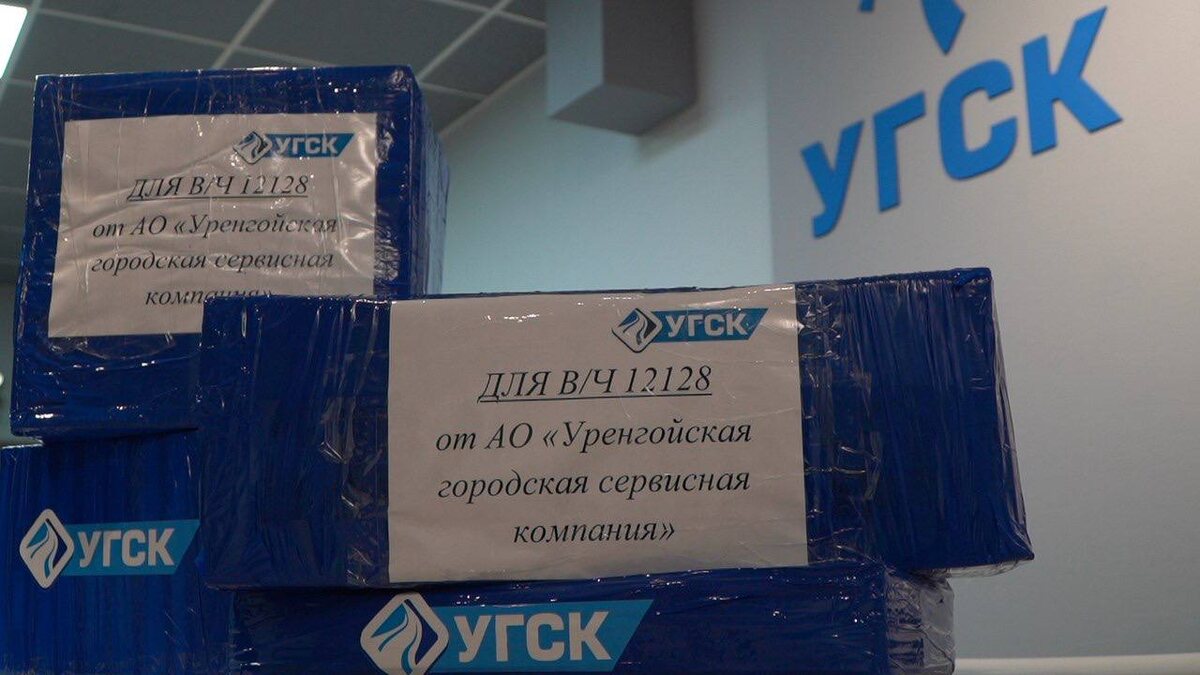 УГСК
УГСК
ДЛЯ В/Ч 12128
от АО «Уренгойская
городская сервисная
компания»
УГСК
ДЛЯ В/Ч 12128
от АО «Уренгойская
городская сервисная
компания»
УГСК
УГСК